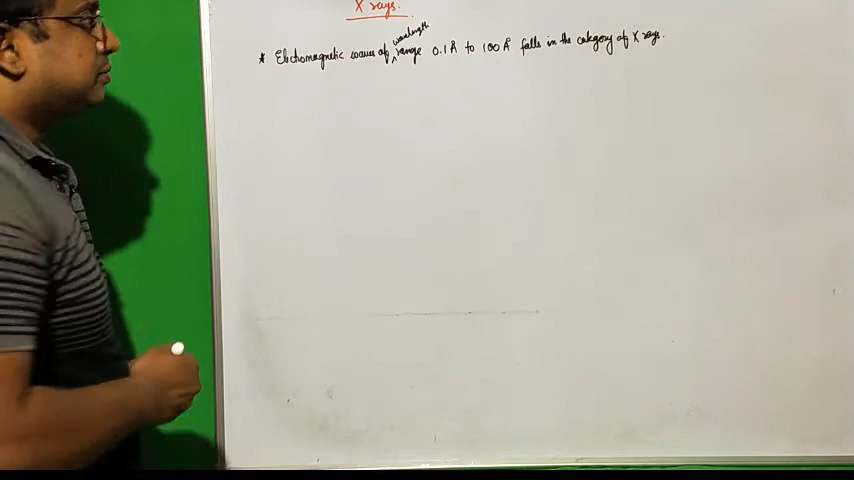 X rays.
* Electromagnetic waves of wavelength range 0.1 Å to 100 Å falls in the category of X rays.